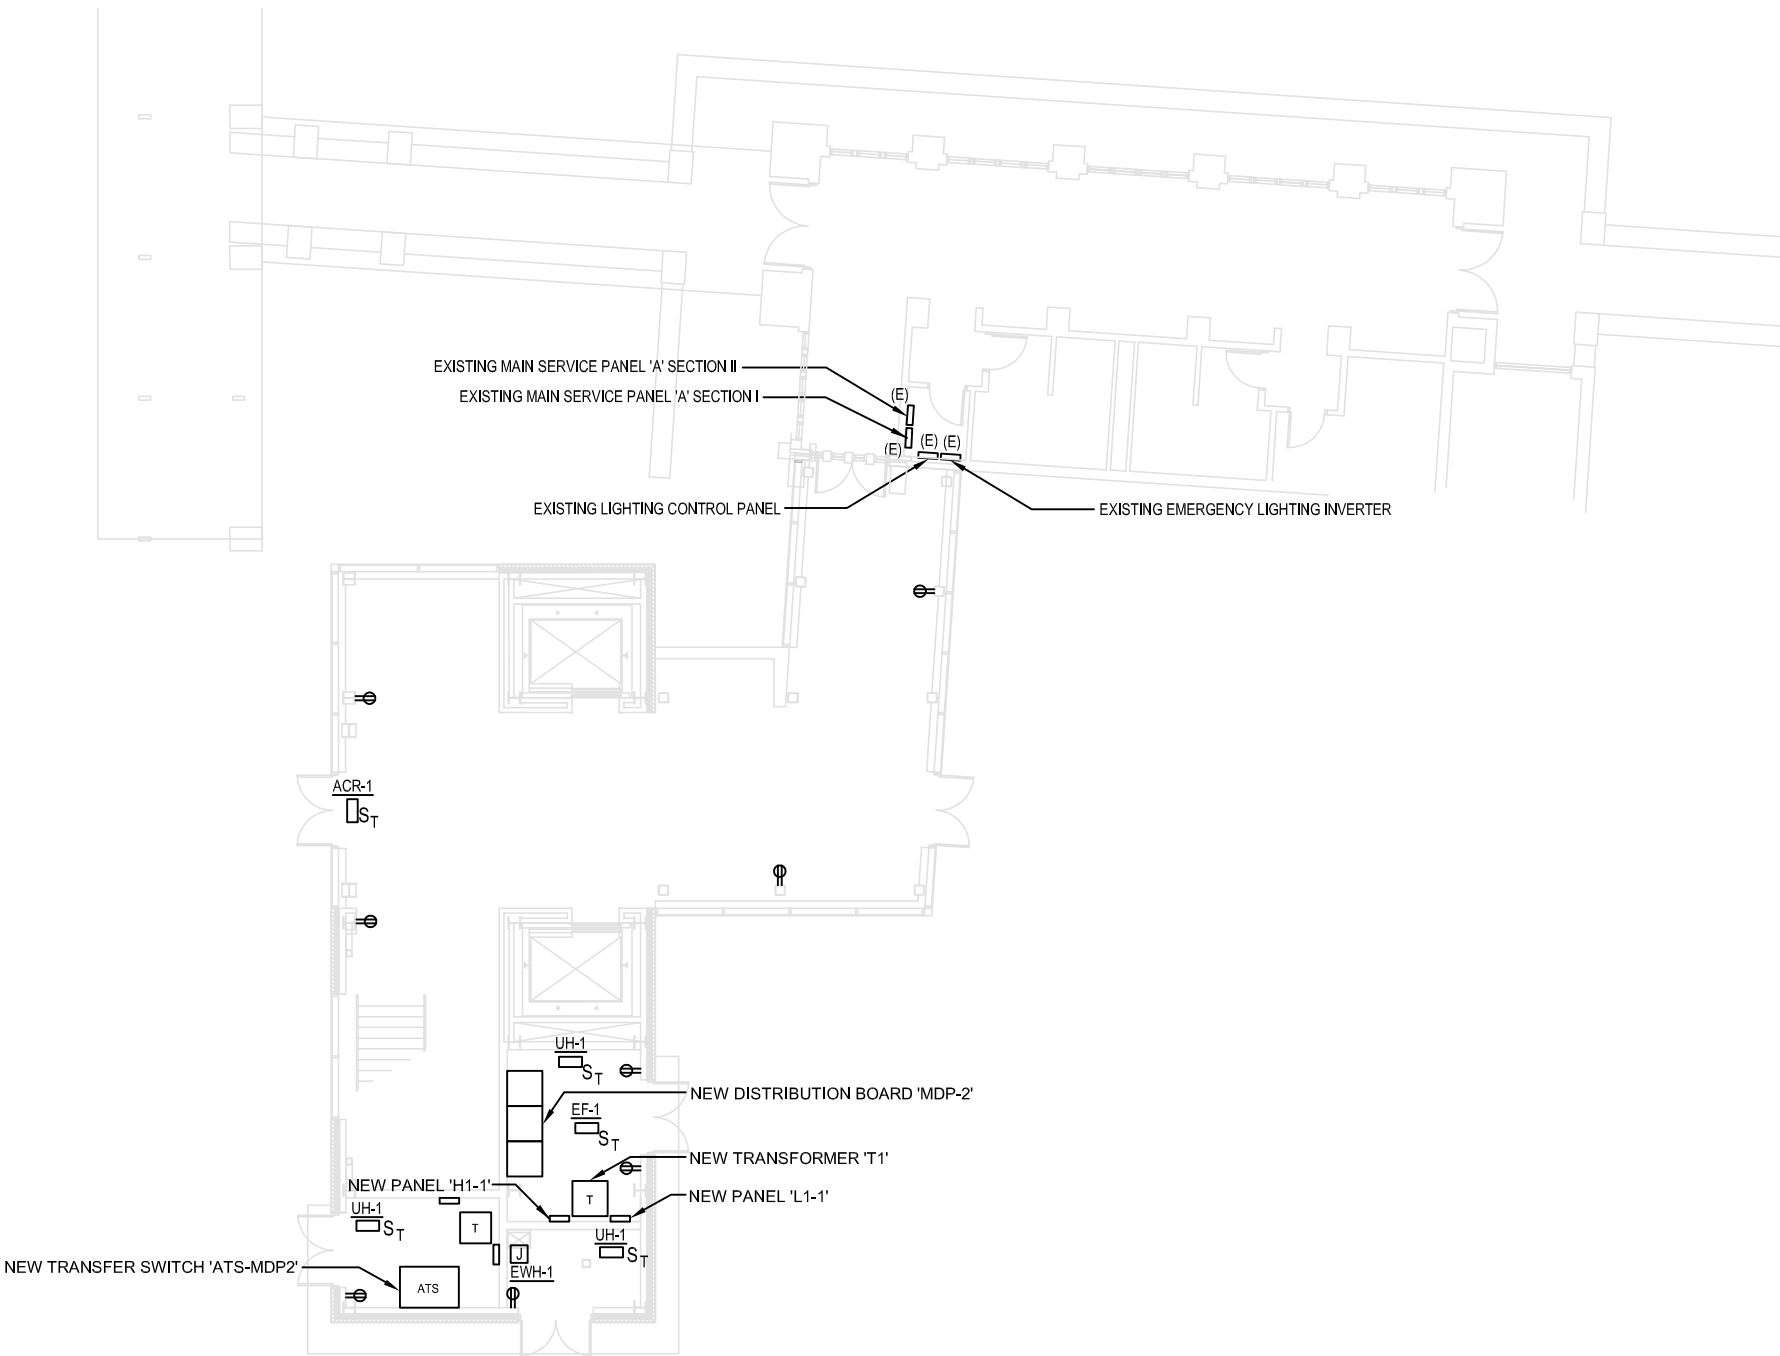 EXISTING MAIN SERVICE PANEL 'A' SECTION II
(E)
EXISTING MAIN SERVICE PANEL 'A' SECTION I
(E)
(E)
(E)
EXISTING LIGHTING CONTROL PANEL
EXISTING EMERGENCY LIGHTING INVERTER
ACR-1
ST
UH-1
ST
NEW DISTRIBUTION BOARD 'MDP-2'
EF-1
ST
NEW TRANSFORMER 'T1'
NEW PANEL 'H1-1'
T
NEW PANEL 'L1-1'
UH-1
ST
T
UH-1
ST
J
EWH-1
NEW TRANSFER SWITCH 'ATS-MDP2'
ATS